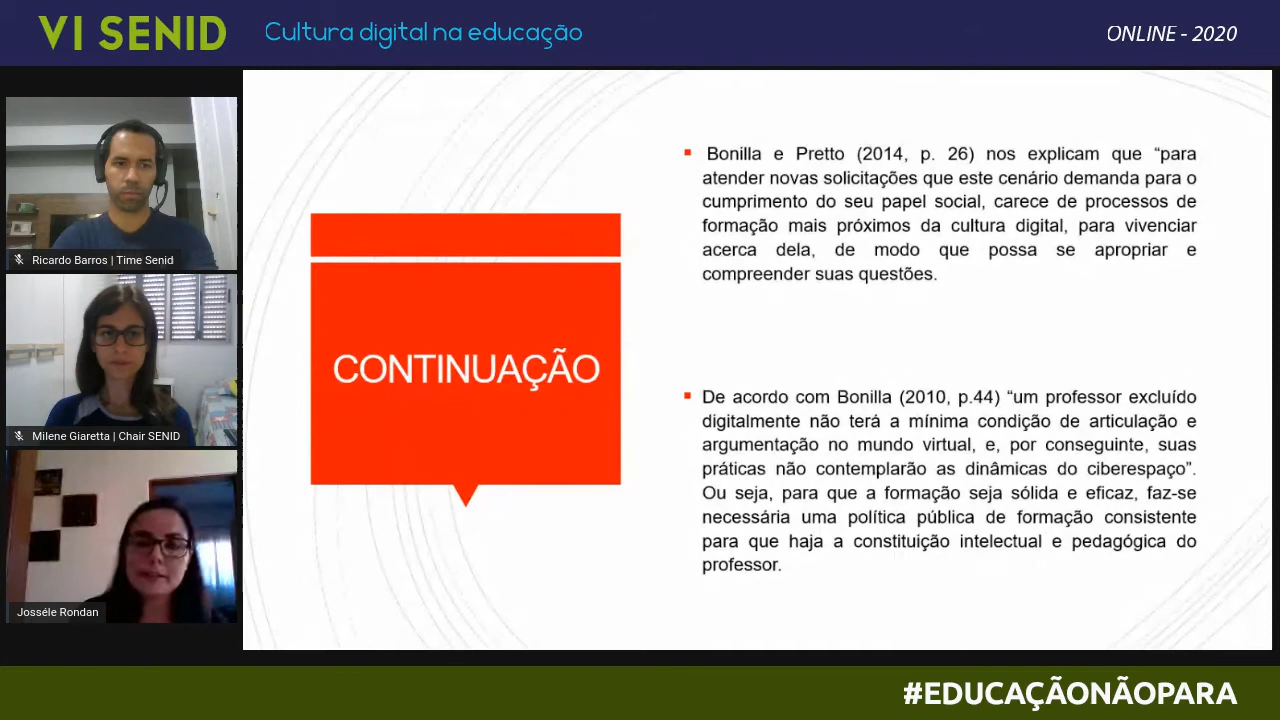 VI SENID
Cultura digital na educação
ONLINE - 2020
Ricardo Barros | Time Senid
Milene Giaretta | Chair SENID
Josséle Rondan
CONTINUAÇÃO
Bonilla e Pretto (2014, p. 26) nos explicam que “para
atender novas solicitações que este cenário demanda para o
cumprimento do seu papel social, carece de processos de
formação mais próximos da cultura digital, para vivenciar
acerca dela, de modo que possa se apropriar e
compreender suas questões.
De acordo com Bonilla (2010, p.44) “um professor excluído
digitalmente não terá a mínima condição de articulação e
argumentação no mundo virtual, e, por conseguinte, suas
práticas não contemplarão as dinâmicas do ciberespaço”.
Ou seja, para que a formação seja sólida e eficaz, faz-se
necessária uma política pública de formação consistente
para que haja a constituição intelectual e pedagógica do
professor.
#EDUCAÇÃONÃOPARA